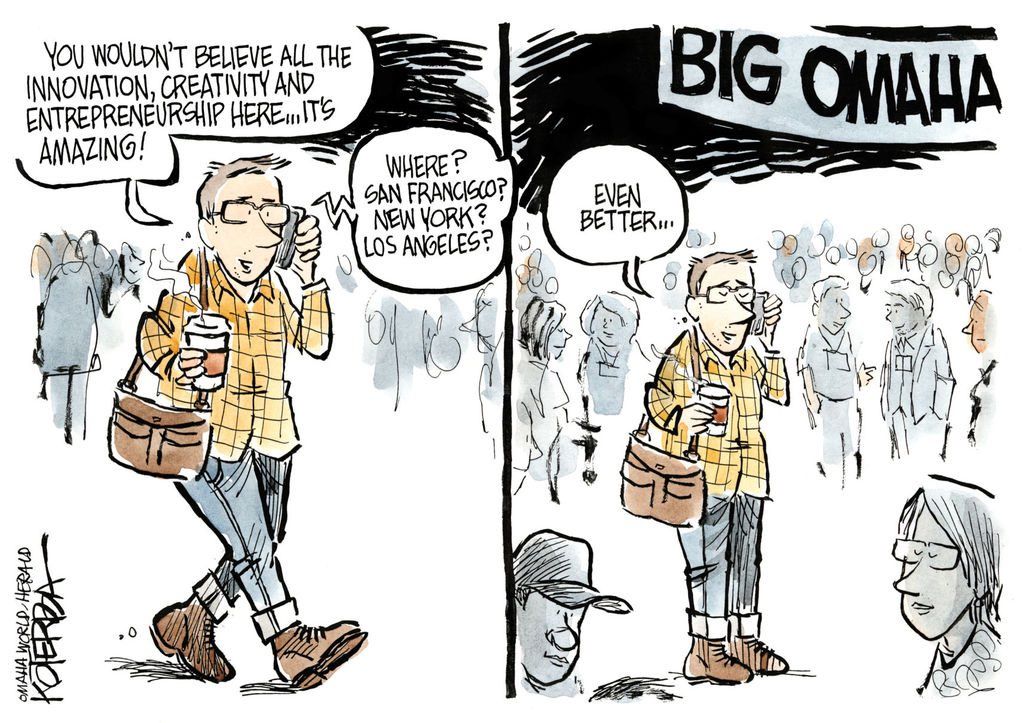 YOU WOULDN'T BELIEVE ALL THE
INNOVATION, CREATIVITY AND
ENTREPRENEURSHIP HERE...IT'S
AMAZING!
WHERE?
SAN FRANCISCO?
NEW YORK?
LOS ANGELES?
BIG OMAHA
EVEN
BETTER...
OMAHA WORLD-HERALD
KOTERBA